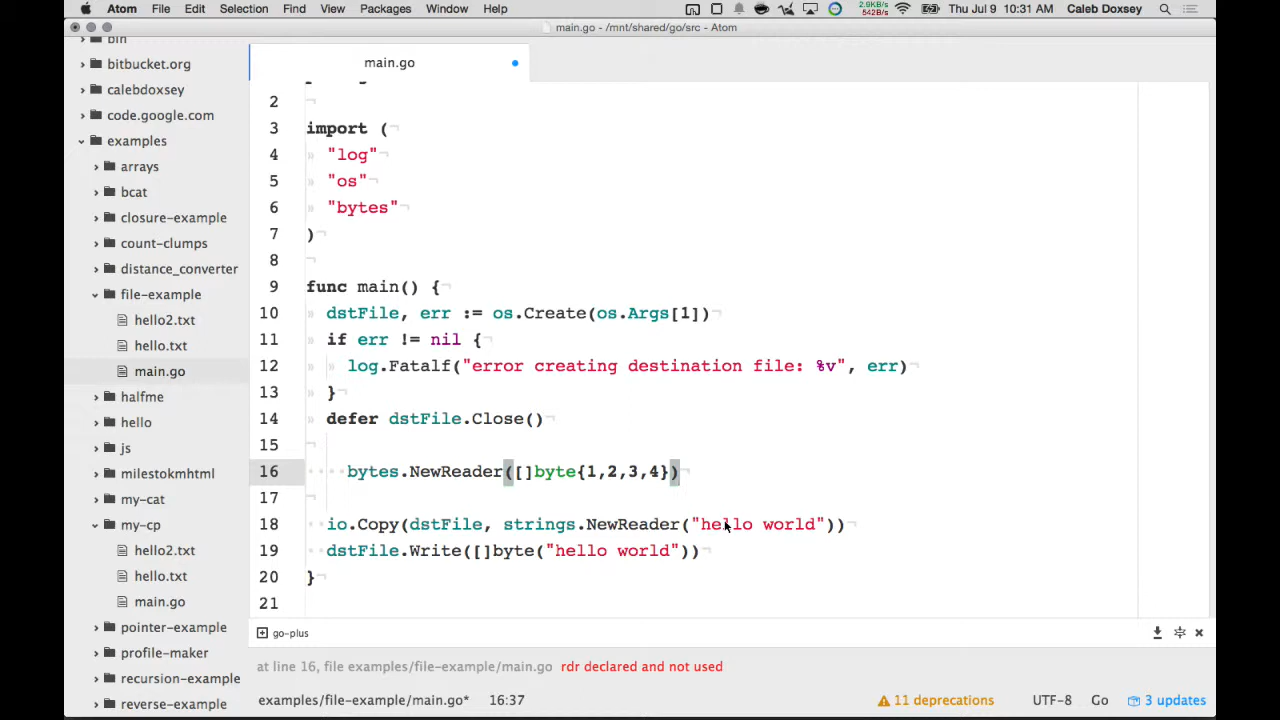 Atom File Edit Selection Find View Packages Window Help 2.9KB/s 542B/s Thu Jul 9 10:31 AM Caleb Doxsey
main.go - /mnt/shared/go/src - Atom
bin
bitbucket.org
calebdoxsey
code.google.com
examples
arrays
bcat
closure-example
count-clumps
distance_converter
file-example
hello2.txt
hello.txt
main.go
halfme
hello
js
milestokmhtml
my-cat
my-cp
hello2.txt
hello.txt
main.go
pointer-example
profile-maker
recursion-example
reverse-example
main.go
2
3 import (
4 "log"
5 "os"
6 "bytes"
7 )
8
9 func main() {
10 dstFile, err := os.Create(os.Args[1])
11 if err != nil {
12 log.Fatalf("error creating destination file: %v", err)
13 }
14 defer dstFile.Close()
15
16 bytes.NewReader([]byte{1,2,3,4})
17
18 io.Copy(dstFile, strings.NewReader("hello world"))
19 dstFile.Write([]byte("hello world"))
20 }
21
go-plus
at line 16, file examples/file-example/main.go rdr declared and not used
examples/file-example/main.go* 16:37 11 deprecations UTF-8 Go 3 updates